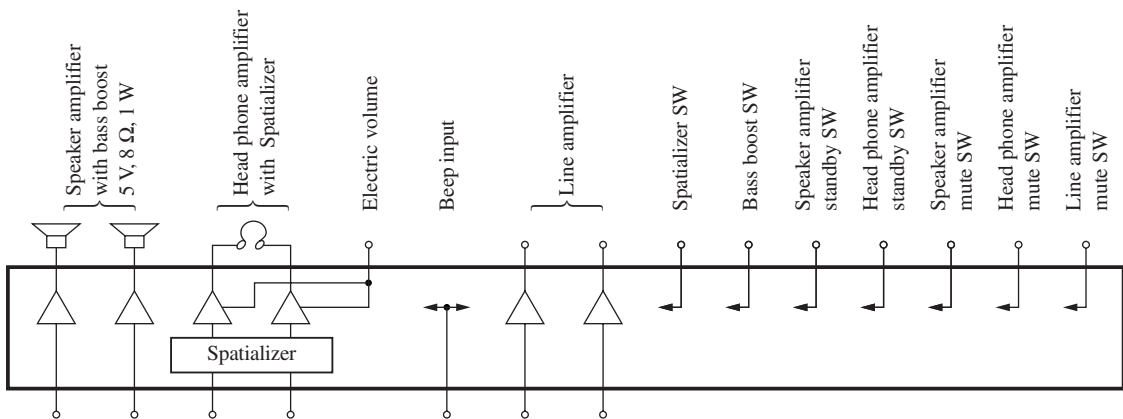 Speaker amplifier
with bass boost
5 V, 8 Ω, 1 W
Head phone amplifier
with Spatializer
Electric volume
Beep input
Line amplifier
Spatializer SW
Bass boost SW
Speaker amplifier
standby SW
Head phone amplifier
standby SW
Speaker amplifier
mute SW
Head phone amplifier
mute SW
Line amplifier
mute SW
Spatializer